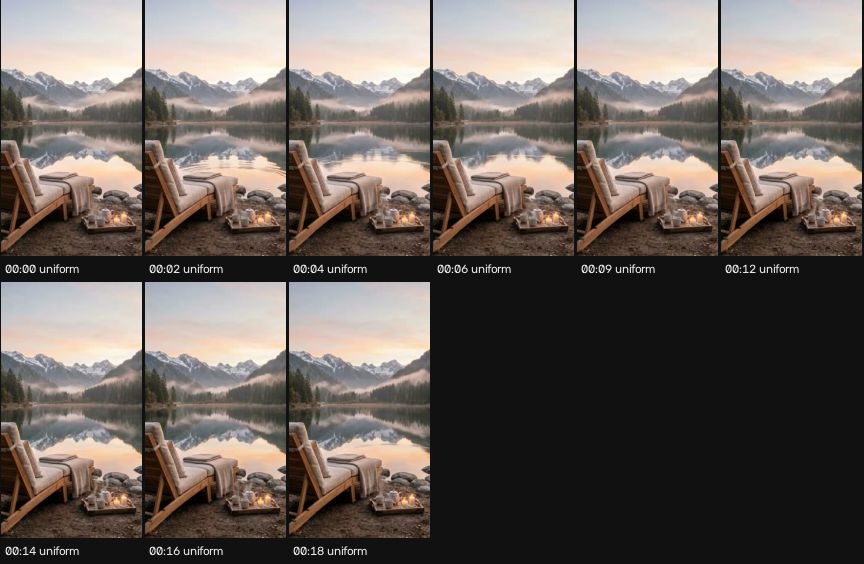 00:00 uniform
00:02 uniform
00:04 uniform
00:06 uniform
00:09 uniform
00:12 uniform
00:14 uniform
00:16 uniform
00:18 uniform